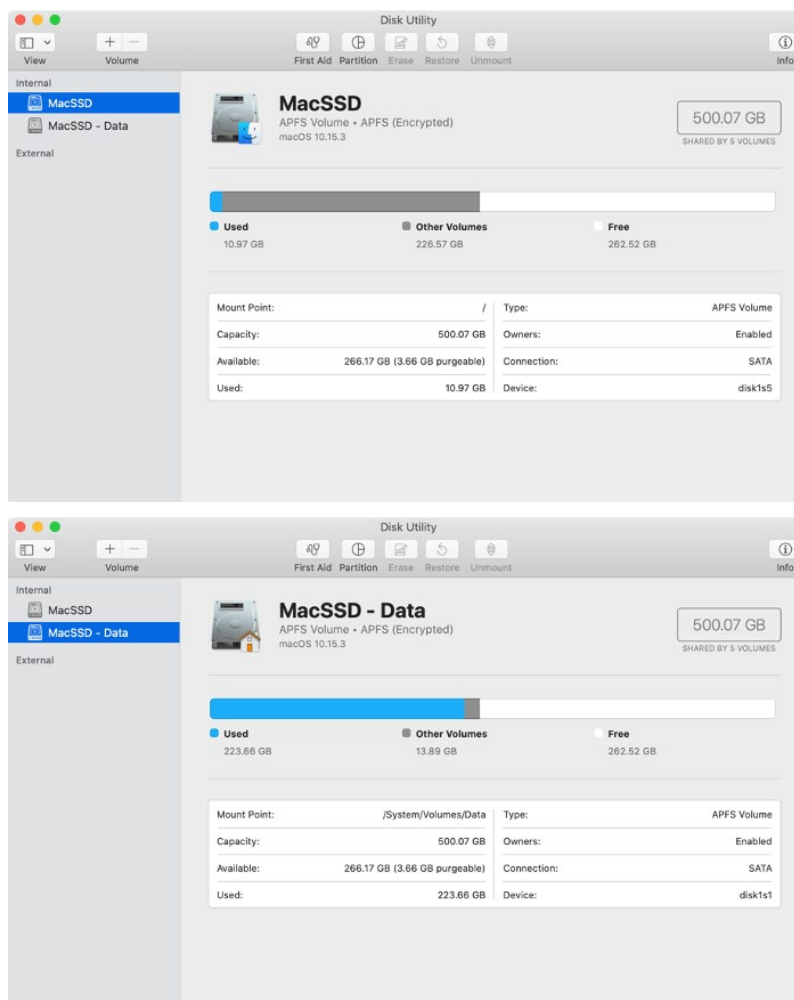 Disk Utility
View Volume First Aid Partition Erase Restore Unmount Info
Internal
MacSSD
MacSSD - Data
External
MacSSD
APFS Volume • APFS (Encrypted)
macOS 10.15.3
500.07 GB
SHARED BY 5 VOLUMES
Used Other Volumes Free
10.97 GB 226.57 GB 262.52 GB
Mount Point: / Type: APFS Volume
Capacity: 500.07 GB Owners: Enabled
Available: 266.17 GB (3.66 GB purgeable) Connection: SATA
Used: 10.97 GB Device: disk1s5
Disk Utility
View Volume First Aid Partition Erase Restore Unmount Info
Internal
MacSSD
MacSSD - Data
External
MacSSD - Data
APFS Volume • APFS (Encrypted)
macOS 10.15.3
500.07 GB
SHARED BY 5 VOLUMES
Used Other Volumes Free
223.66 GB 13.89 GB 262.52 GB
Mount Point: /System/Volumes/Data Type: APFS Volume
Capacity: 500.07 GB Owners: Enabled
Available: 266.17 GB (3.66 GB purgeable) Connection: SATA
Used: 223.66 GB Device: disk1s1